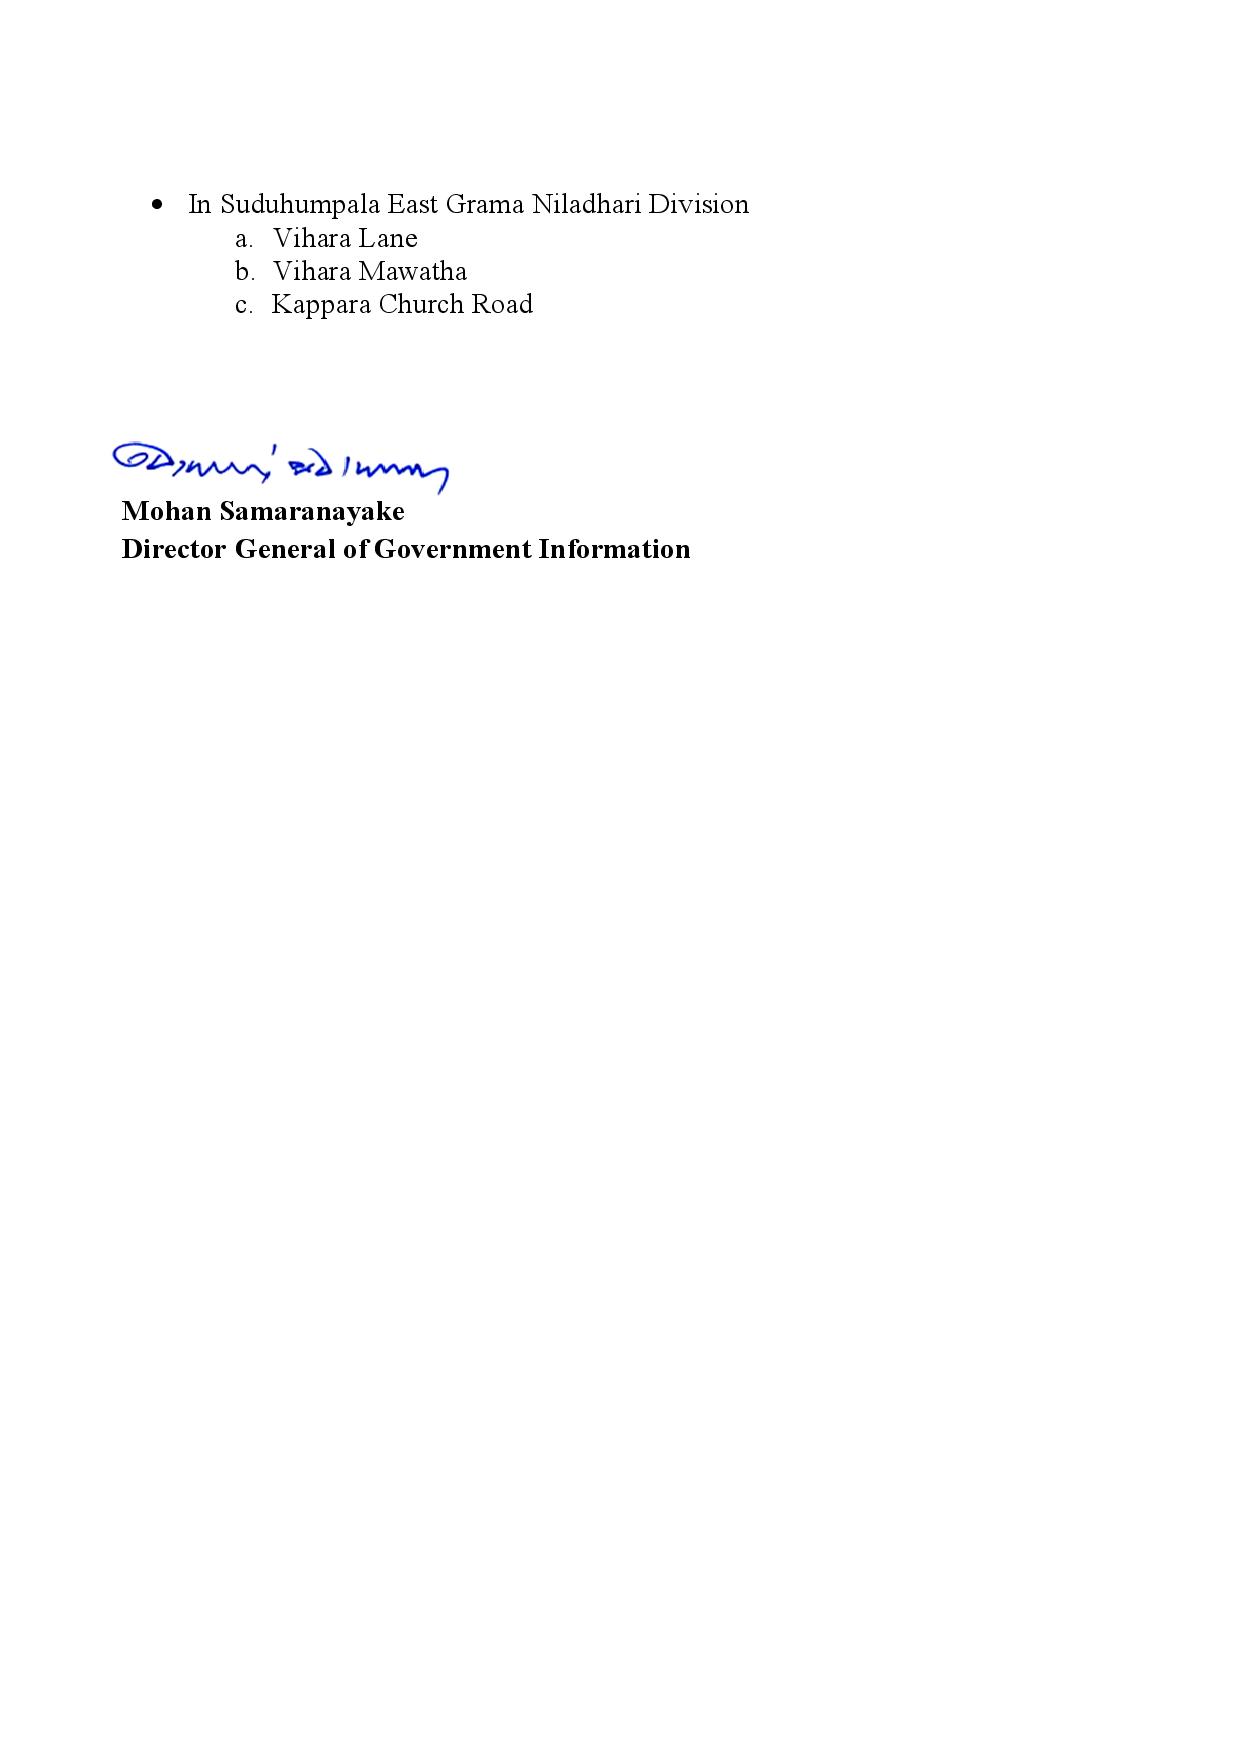 • In Suduhumpala East Grama Niladhari Division
a. Vihara Lane
b. Vihara Mawatha
c. Kappara Church Road
Mohan Samaranayake
Director General of Government Information